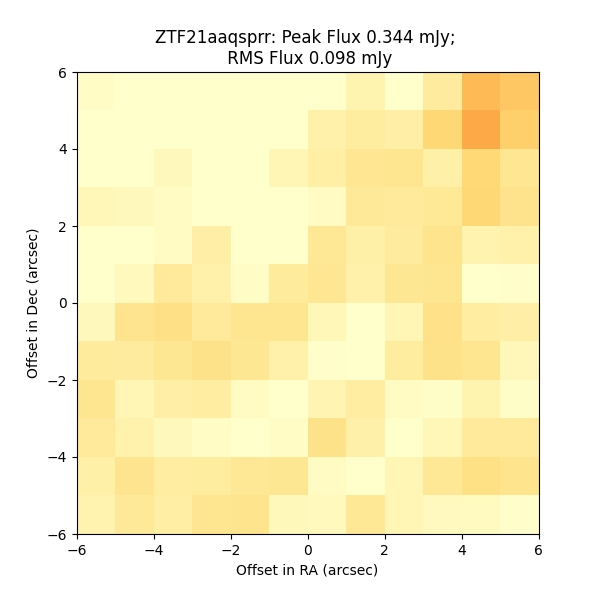 ZTF21aaqsprr: Peak Flux 0.344 mJy;
RMS Flux 0.098 mJy
6
4
2
0
−2
−4
−6
Offset in Dec (arcsec)
−6 −4 −2 0 2 4 6
Offset in RA (arcsec)